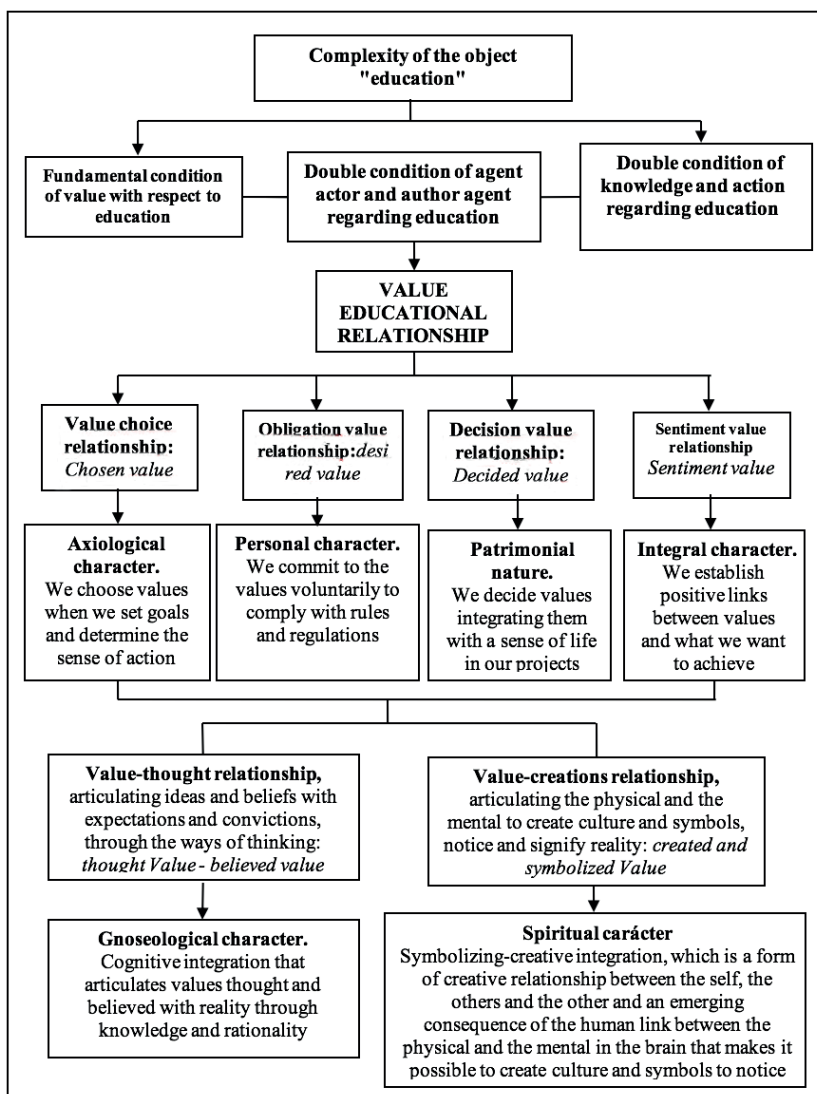 Complexity of the object
"education"
Fundamental condition
of value with respect to
education
Double condition of agent
actor and author agent
regarding education
Double condition of
knowledge and action
regarding education
VALUE
EDUCATIONAL
RELATIONSHIP
Value choice
relationship:
Chosen value
Obligation value
relationship:desi
red value
Decision value
relationship:
Decided value
Sentiment value
relationship
Sentiment value
Axiological
character.
We choose values
when we set goals
and determine the
sense of action
Personal character.
We commit to the
values voluntarily to
comply with rules
and regulations
Patrimonial
nature.
We decide values
integrating them
with a sense of life
in our projects
Integral character.
We establish
positive links
between values
and what we want
to achieve
Value-thought relationship,
articulating ideas and beliefs with
expectations and convictions,
through the ways of thinking:
thought Value - believed value
Value-creations relationship,
articulating the physical and the
mental to create culture and symbols,
notice and signify reality: created and
symbolized Value
Gnoseological character.
Cognitive integration that
articulates values thought and
believed with reality through
knowledge and rationality
Spiritual carácter
Symbolizing-creative integration, which is a form
of creative relationship between the self, the
others and the other and an emerging
consequence of the human link between the
physical and the mental in the brain that makes it
possible to create culture and symbols to notice